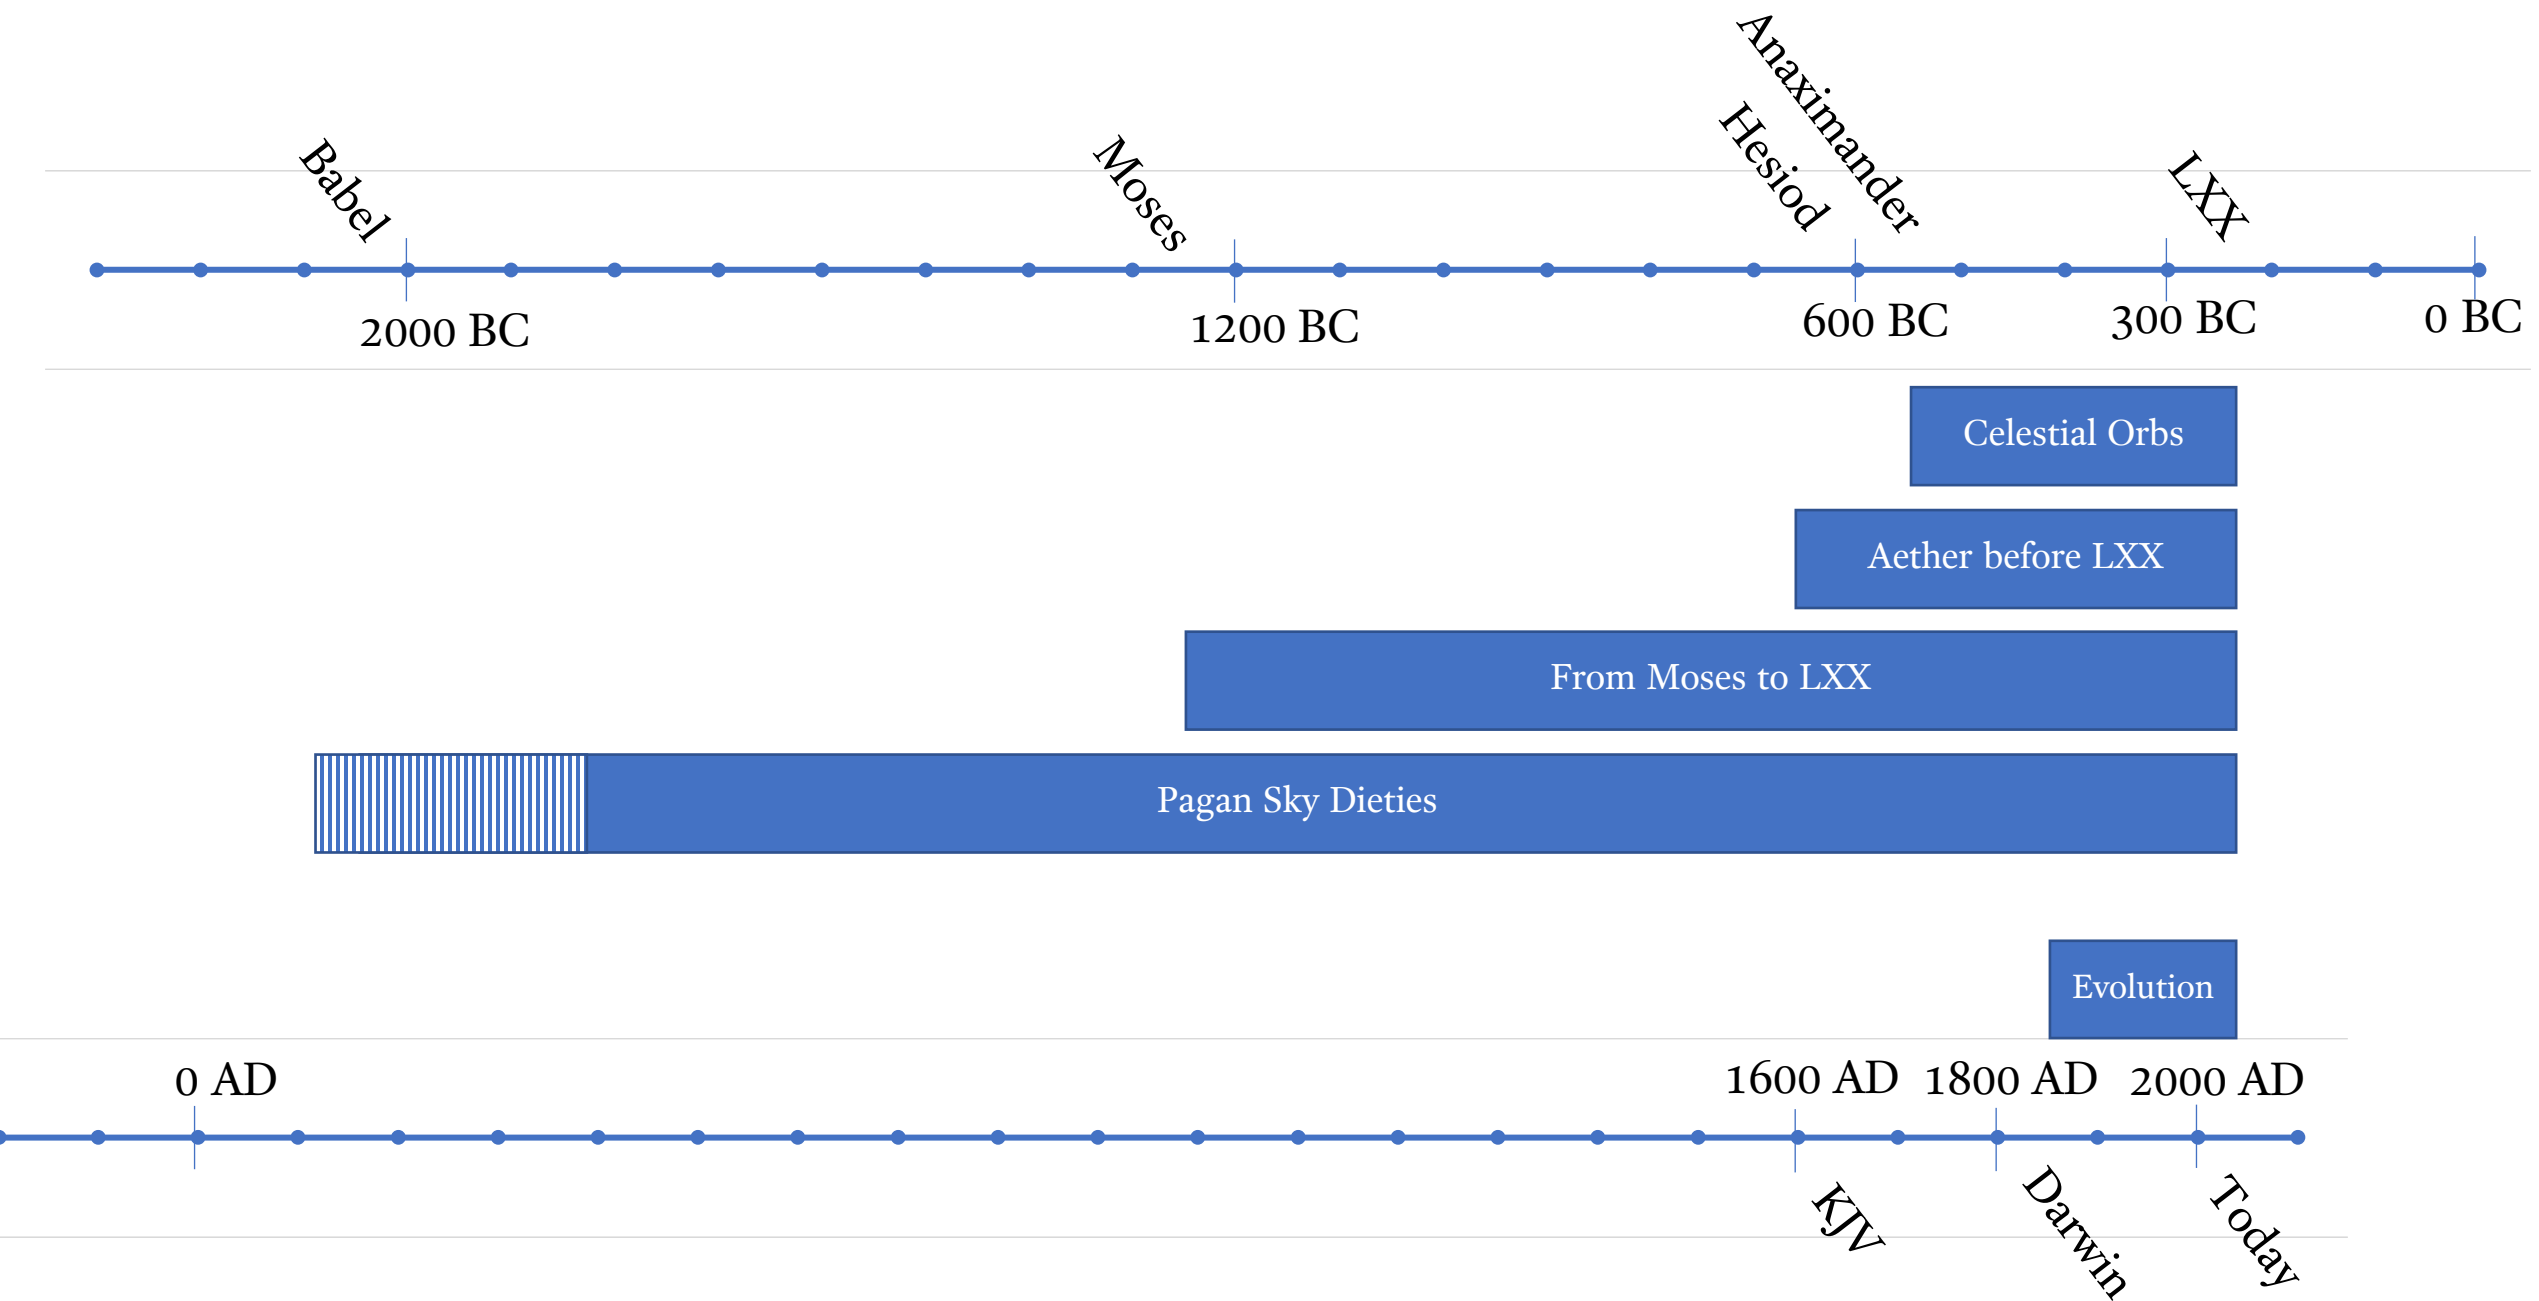 Babel
Moses
Hesiod
Anaximander
LXX
2000 BC
1200 BC
600 BC
300 BC
0 BC
Celestial Orbs
Aether before LXX
From Moses to LXX
Pagan Sky Dieties
Evolution
0 AD
1600 AD
1800 AD
2000 AD
KJV
Darwin
Today